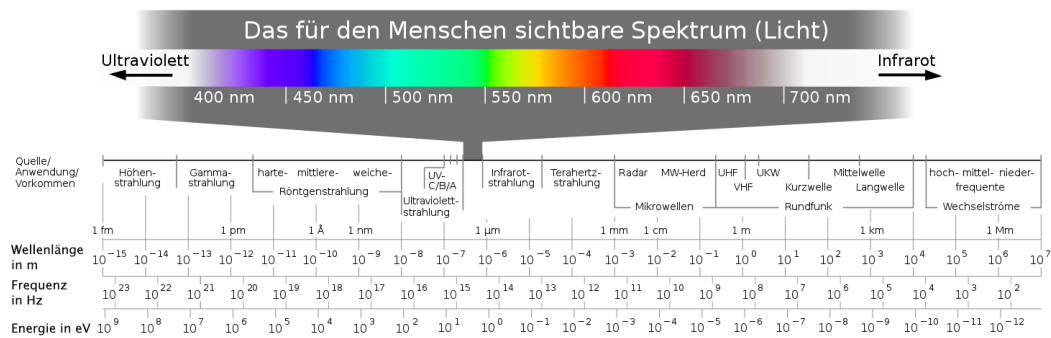 Das für den Menschen sichtbare Spektrum (Licht)
Ultraviolett
Infrarot
400 nm 450 nm 500 nm 550 nm 600 nm 650 nm 700 nm
Quelle/
Anwendung/
Vorkommen
Höhen-
strahlung
Gamma-
strahlung
harte- mittlere- weiche-
Röntgenstrahlung
UV-
C/B/A
Ultraviolett-
strahlung
Infrarot-
strahlung
Terahertz-
strahlung
Radar MW-Herd
Mikrowellen
UHF UKW Mittelwelle
VHF Kurzwelle Langwelle
Rundfunk
hoch- mittel- nieder-
frequente
Wechselströme
1 fm 1 pm 1 Å 1 nm 1 µm 1 mm 1 cm 1 m 1 km 1 Mm
Wellenlänge
in m
10⁻¹⁵ 10⁻¹⁴ 10⁻¹³ 10⁻¹² 10⁻¹¹ 10⁻¹⁰ 10⁻⁹ 10⁻⁸ 10⁻⁷ 10⁻⁶ 10⁻⁵ 10⁻⁴ 10⁻³ 10⁻² 10⁻¹ 10⁰ 10¹ 10² 10³ 10⁴ 10⁵ 10⁶ 10⁷
Frequenz
in Hz
10²³ 10²² 10²¹ 10²⁰ 10¹⁹ 10¹⁸ 10¹⁷ 10¹⁶ 10¹⁵ 10¹⁴ 10¹³ 10¹² 10¹¹ 10¹⁰ 10⁹ 10⁸ 10⁷ 10⁶ 10⁵ 10⁴ 10³ 10²
Energie in eV
10⁹ 10⁸ 10⁷ 10⁶ 10⁵ 10⁴ 10³ 10² 10¹ 10⁰ 10⁻¹ 10⁻² 10⁻³ 10⁻⁴ 10⁻⁵ 10⁻⁶ 10⁻⁷ 10⁻⁸ 10⁻⁹ 10⁻¹⁰ 10⁻¹¹ 10⁻¹²